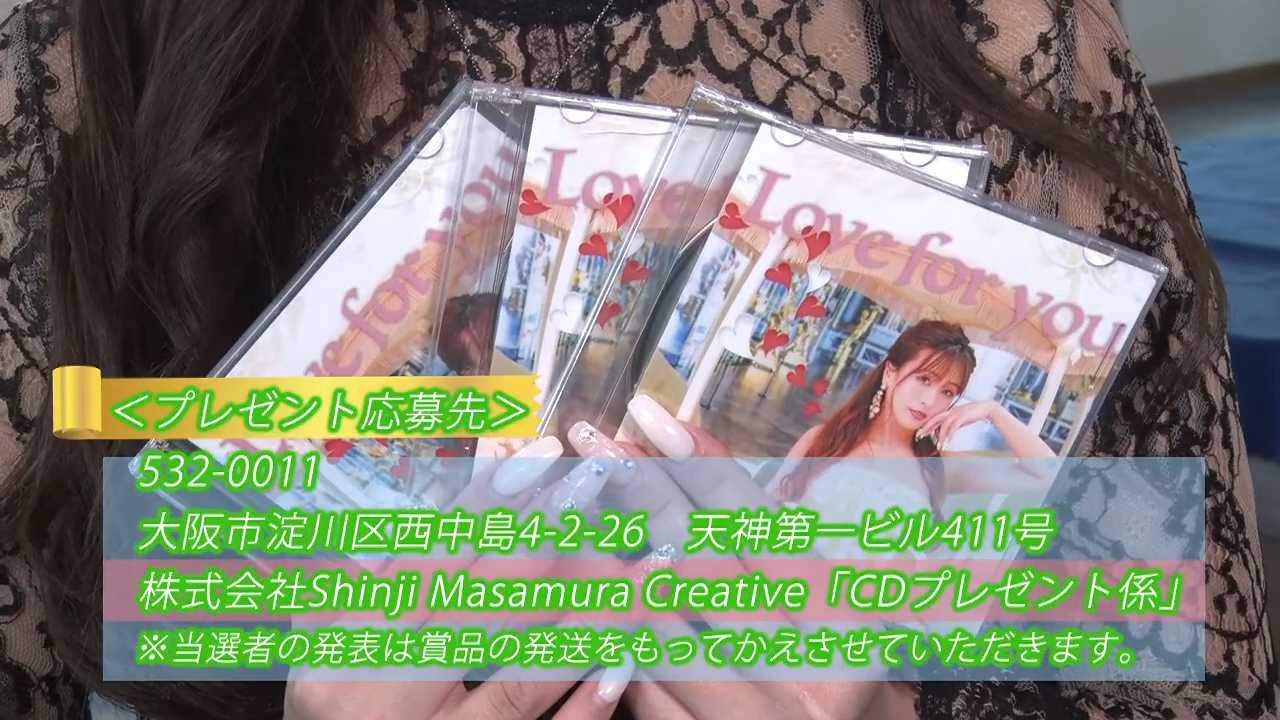 Love for you
Love
Love for you
＜プレゼント応募先＞
532-0011
大阪市淀川区西中島4-2-26　天神第一ビル411号
株式会社Shinji Masamura Creative「CDプレゼント係」
※当選者の発表は賞品の発送をもってかえさせていただきます。